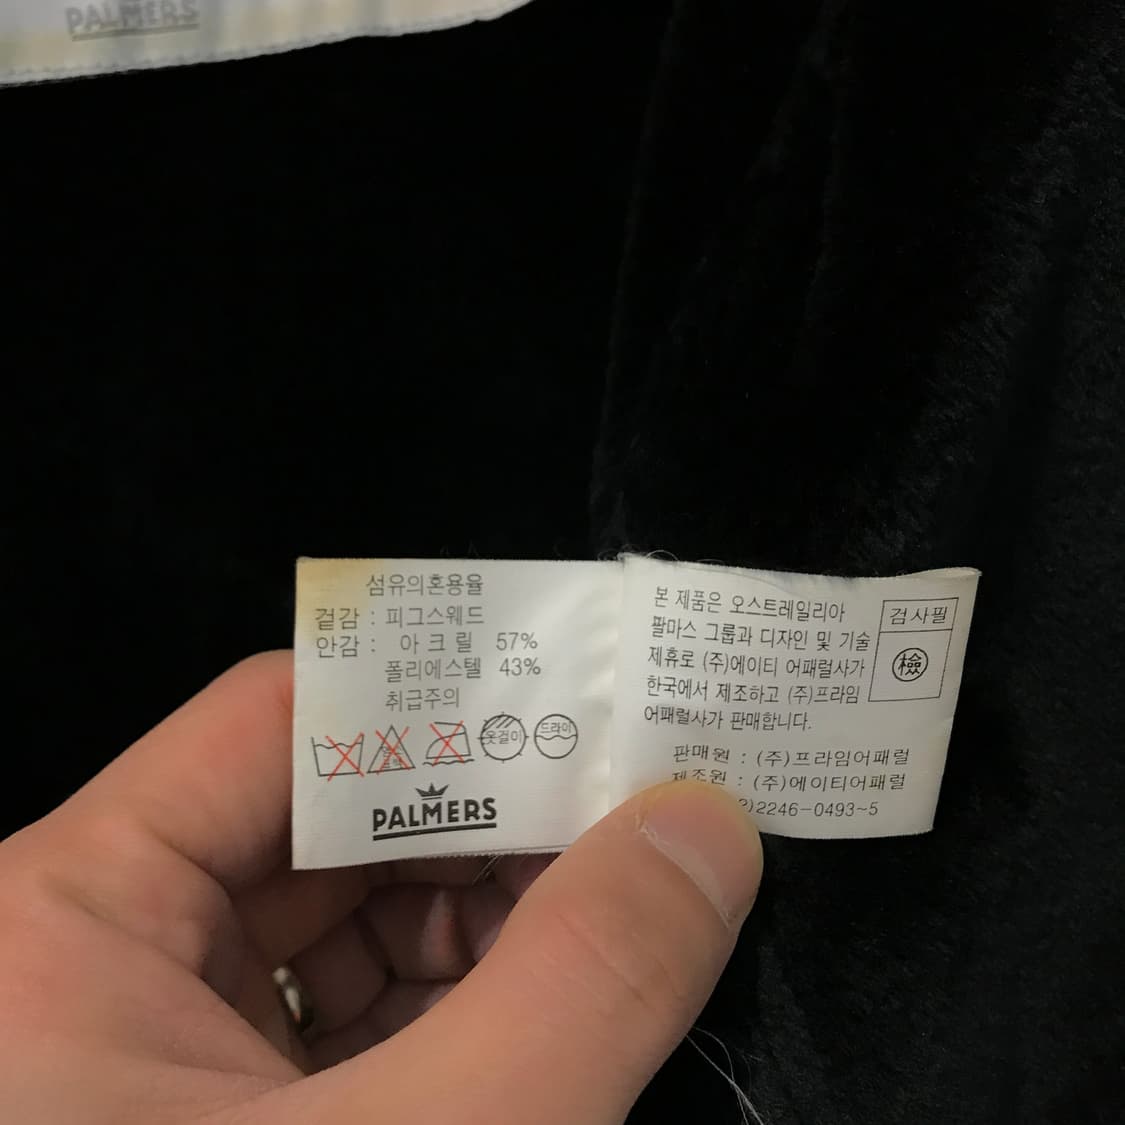 PALMERS
섬유의혼용율
겉감 : 피그스웨드
안감 : 아 크 릴 57%
폴리에스텔 43%
취급주의
옷걸이 드라이
PALMERS
본 제품은 오스트레일리아
팔마스 그룹과 디자인 및 기술
제휴로 (주)에이티 어패럴사가
한국에서 제조하고 (주)프라임
어패럴사가 판매합니다.
검사필
檢
판매원 : (주)프라임어패럴
제조원 : (주)에이티어패럴
)2246-0493~5